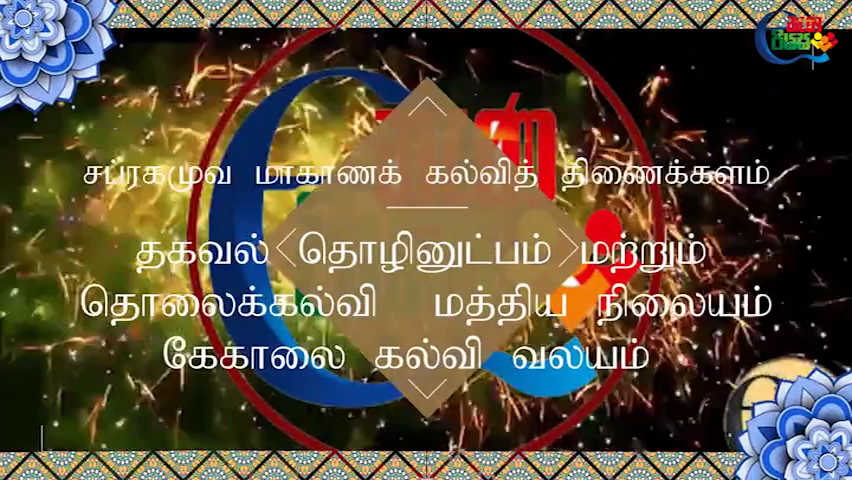 சப்ரகமுவ மாகாணக் கல்வித் திணைக்களம்
தகவல் தொழினுட்பம் மற்றும்
தொலைக்கல்வி மத்திய நிலையம்
கேகாலை கல்வி வலயம்